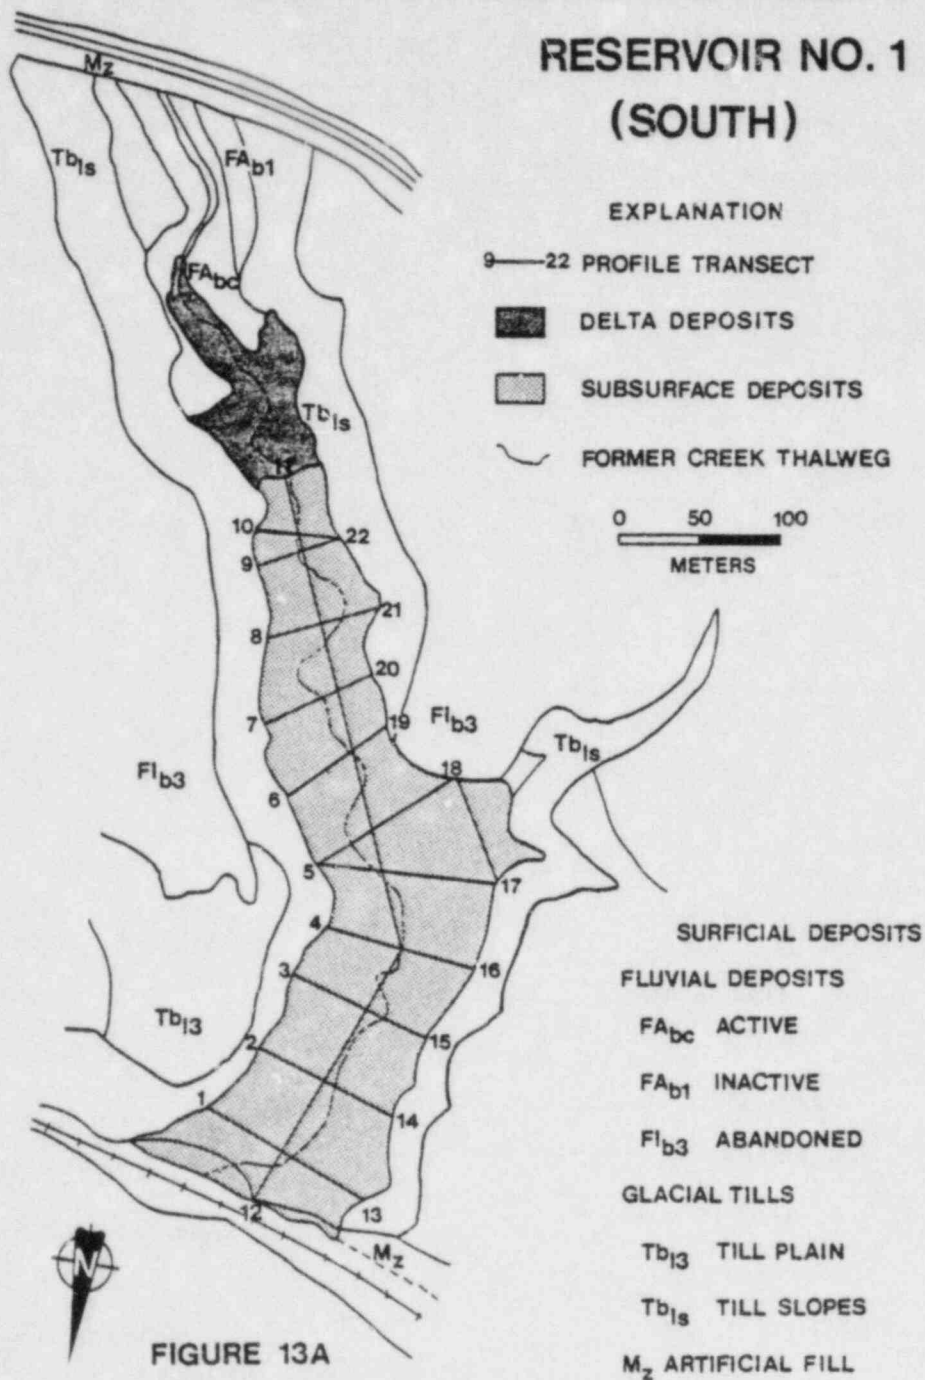 RESERVOIR NO. 1
(SOUTH)
EXPLANATION
9 22 PROFILE TRANSECT
DELTA DEPOSITS
SUBSURFACE DEPOSITS
FORMER CREEK THALWEG
0 50 100
METERS
Mz
Tbls
FAb1
FAbc
Tbls
11
10
22
9
21
8
20
7
19
FIb3
18
Tbls
FIb3
6
5
17
4
16
3
15
Tbl3
2
14
1
12
13
Mz
N
SURFICIAL DEPOSITS
FLUVIAL DEPOSITS
FAbc ACTIVE
FAb1 INACTIVE
FIb3 ABANDONED
GLACIAL TILLS
Tbl3 TILL PLAIN
Tbls TILL SLOPES
Mz ARTIFICIAL FILL
FIGURE 13A